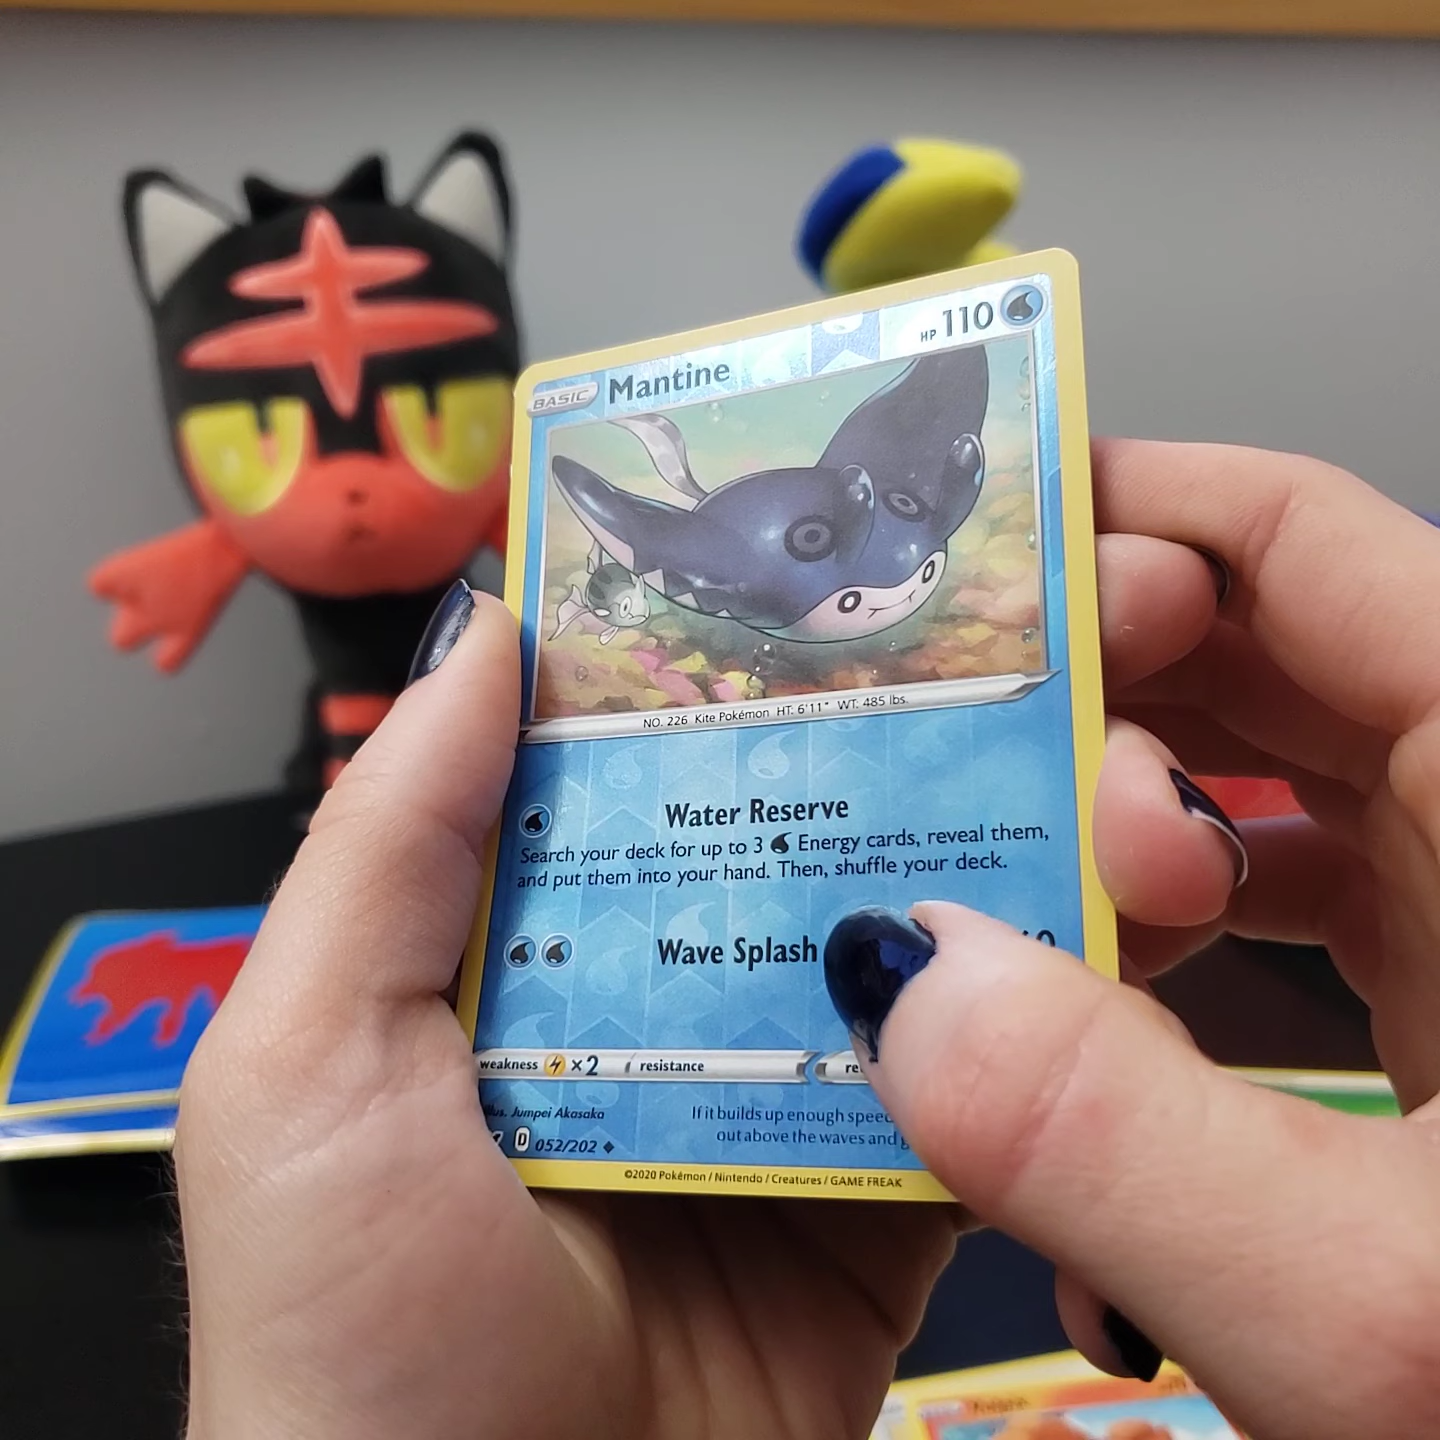 BASIC Mantine HP 110
NO. 226 Kite Pokémon HT: 6'11" WT: 485 lbs.
Water Reserve
Search your deck for up to 3 Energy cards, reveal them,
and put them into your hand. Then, shuffle your deck.
Wave Splash
weakness ×2 resistance re
Illus. Jumpei Akasaka
If it builds up enough speed
out above the waves and
D 052/202
©2020 Pokémon / Nintendo / Creatures / GAME FREAK